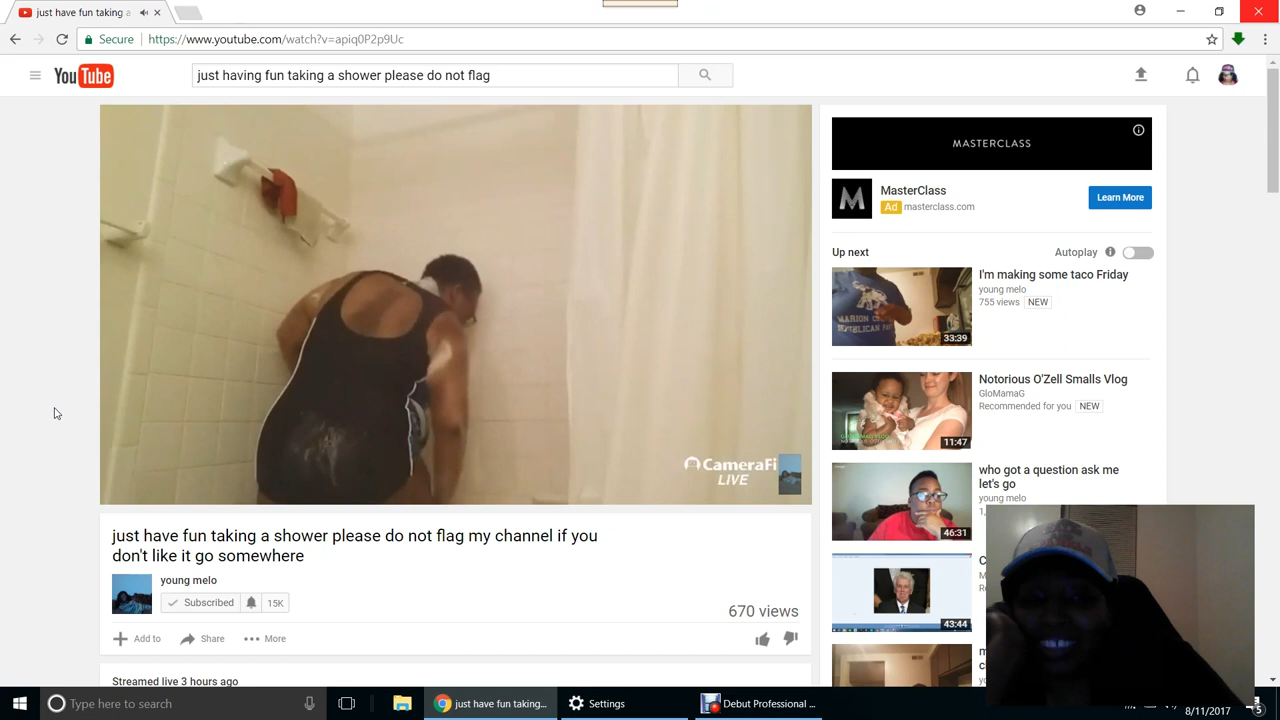 just have fun taking a
Secure
https://www.youtube.com/watch?v=apiq0P2p9Uc
YouTube
just having fun taking a shower please do not flag
CameraFi
LIVE
just have fun taking a shower please do not flag my channel if you
don't like it go somewhere
young melo
Subscribed
15K
670 views
Add to
Share
More
Streamed live 3 hours ago
MASTERCLASS
M
MasterClass
Ad masterclass.com
Learn More
Up next
Autoplay
MARION
REPUBLICAN
33:39
I'm making some taco Friday
young melo
755 views NEW
11:47
Notorious O'Zell Smalls Vlog
GloMamaG
Recommended for you NEW
46:31
who got a question ask me
let's go
young melo
1,
43:44
C
M
R
Type here to search
just have fun taking...
Settings
Debut Professional ...
8/11/2017
5